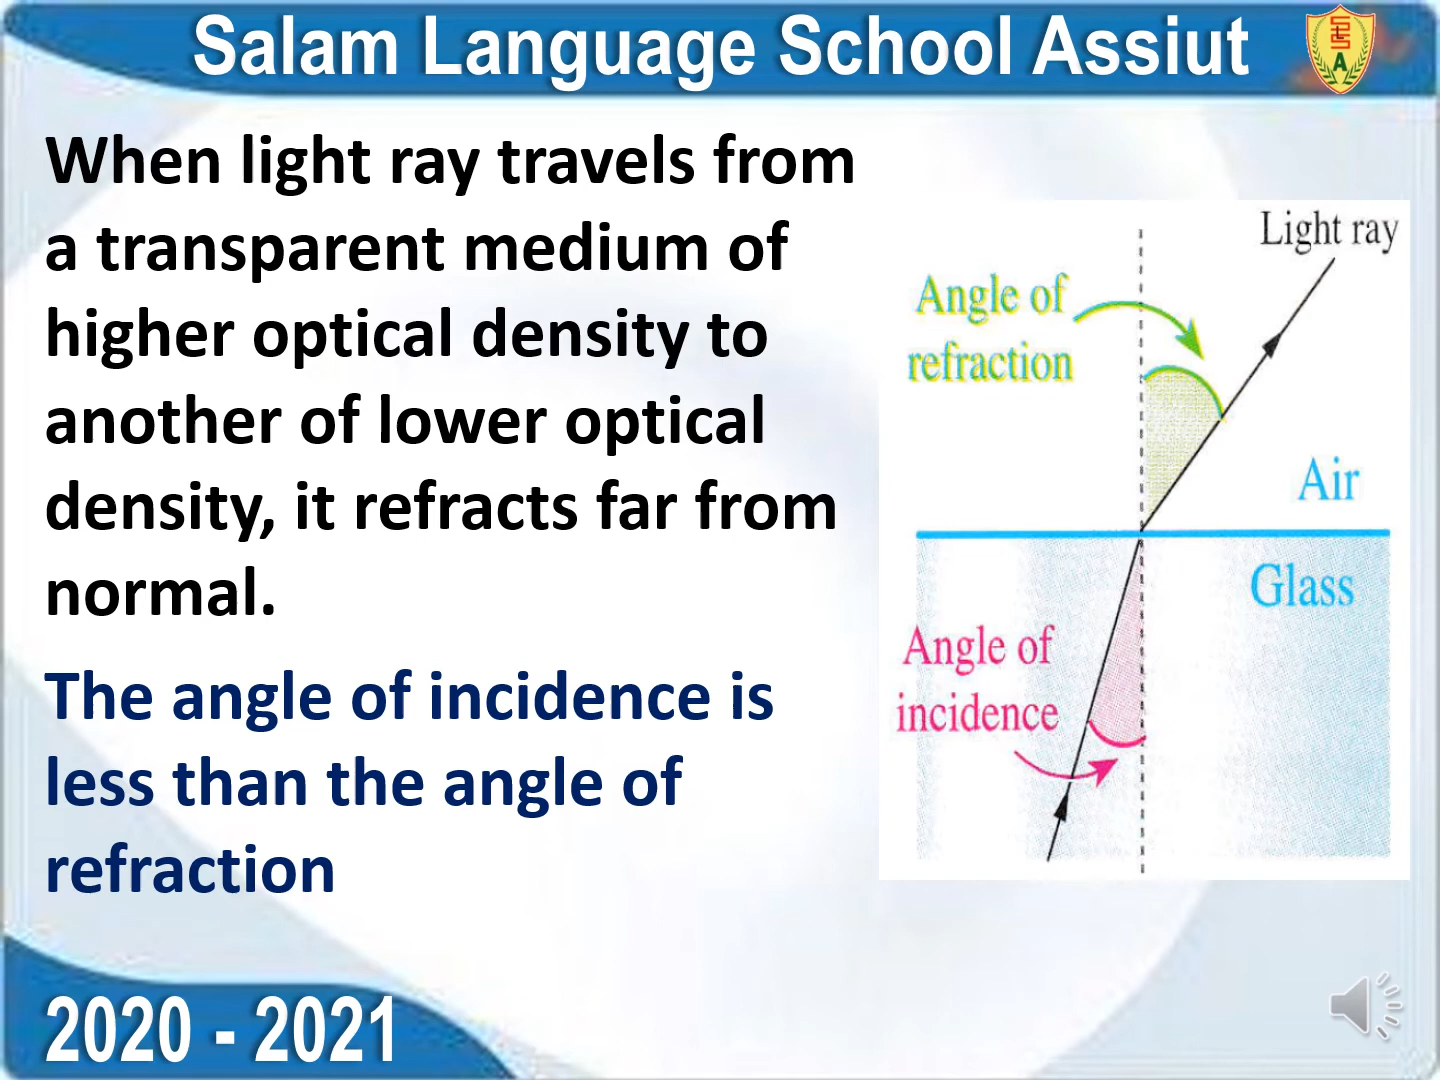 Salam Language School Assiut
When light ray travels from
a transparent medium of
higher optical density to
another of lower optical
density, it refracts far from
normal.
The angle of incidence is
less than the angle of
refraction
Light ray
Angle of
refraction
Air
Glass
Angle of
incidence
2020 - 2021